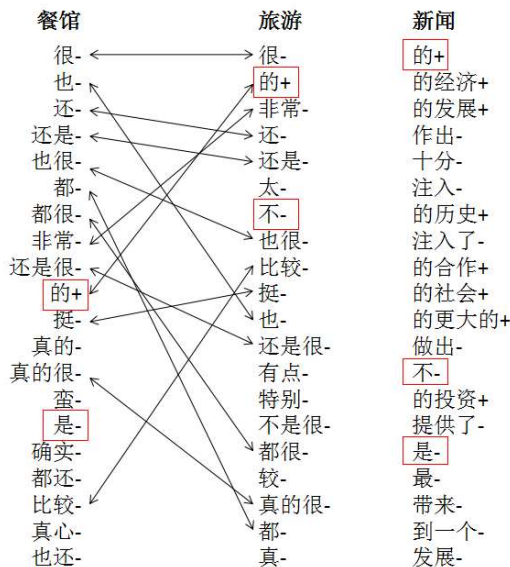 餐馆 旅游 新闻
很- 很- 的+
也- 的+ 的经济+
还- 非常- 的发展+
还是- 还- 作出-
也很- 还是- 十分-
都- 太- 注入-
都很- 不- 的历史+
非常- 也很- 注入了-
还是很- 比较- 的合作+
的+ 挺- 的社会+
挺- 也- 的更大的+
真的- 还是很- 做出-
真的很- 有点- 不-
蛮- 特别- 的投资+
是- 不是很- 提供了-
确实- 都很- 是-
都还- 较- 最-
比较- 真的很- 带来-
真心- 都- 到一个-
也还- 真- 发展-